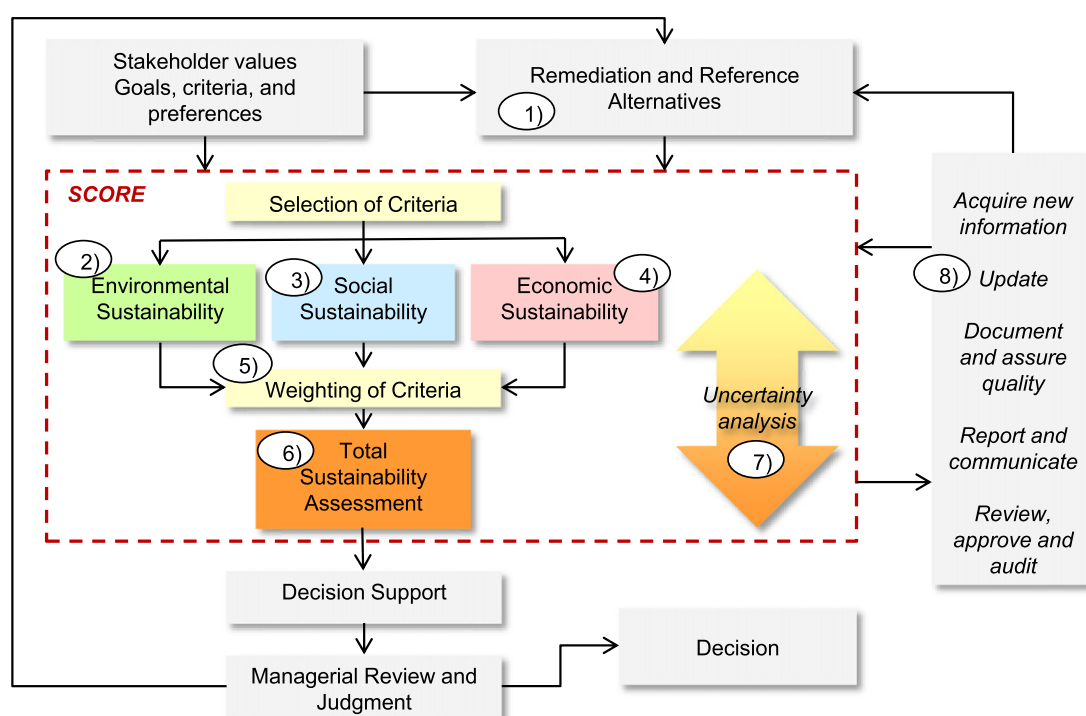 Stakeholder values
Goals, criteria, and
preferences
Remediation and Reference
Alternatives
1)
SCORE
Selection of Criteria
2)
Environmental
Sustainability
3)
Social
Sustainability
4)
Economic
Sustainability
5)
Weighting of Criteria
6)
Total
Sustainability
Assessment
Uncertainty
analysis
7)
Acquire new
information
8)
Update
Document
and assure
quality
Report and
communicate
Review,
approve and
audit
Decision Support
Managerial Review and
Judgment
Decision